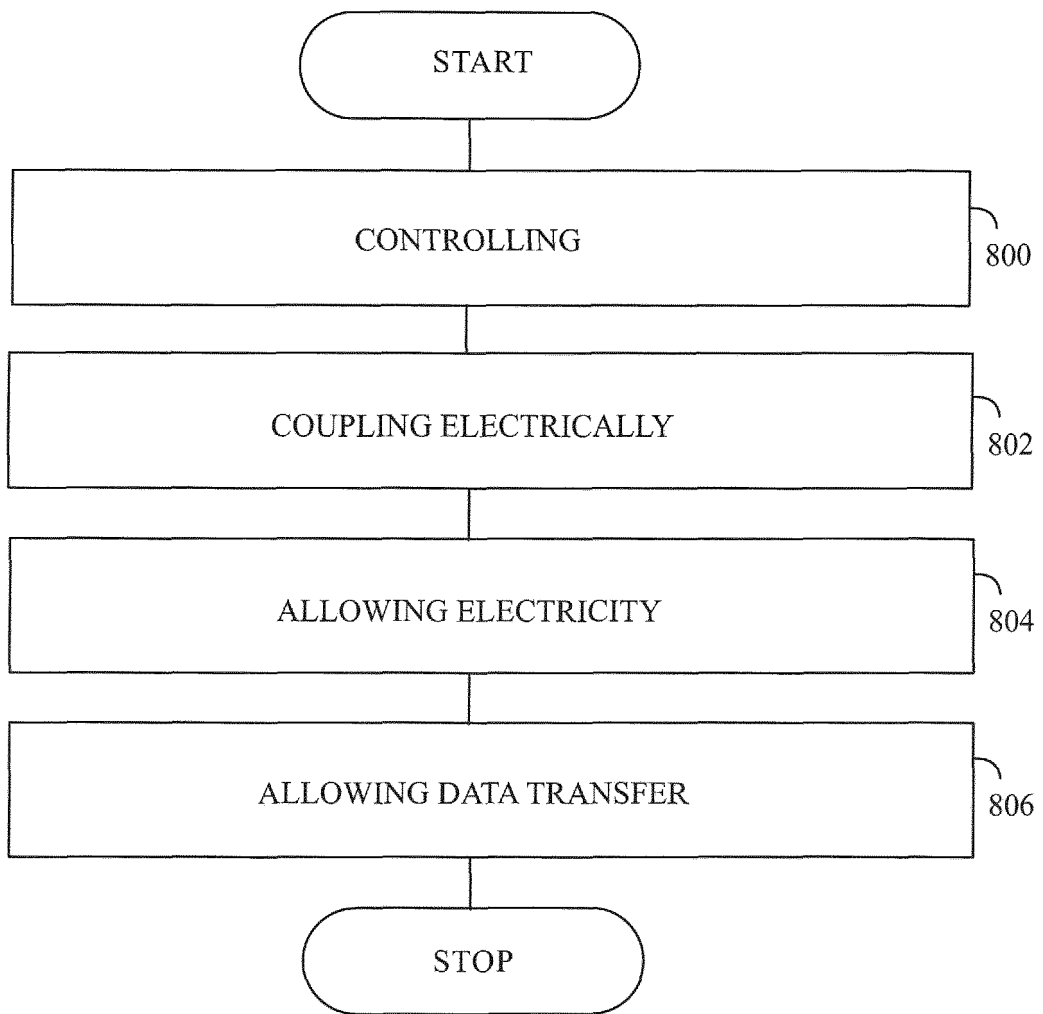 START
CONTROLLING
800
COUPLING ELECTRICALLY
802
ALLOWING ELECTRICITY
804
ALLOWING DATA TRANSFER
806
STOP